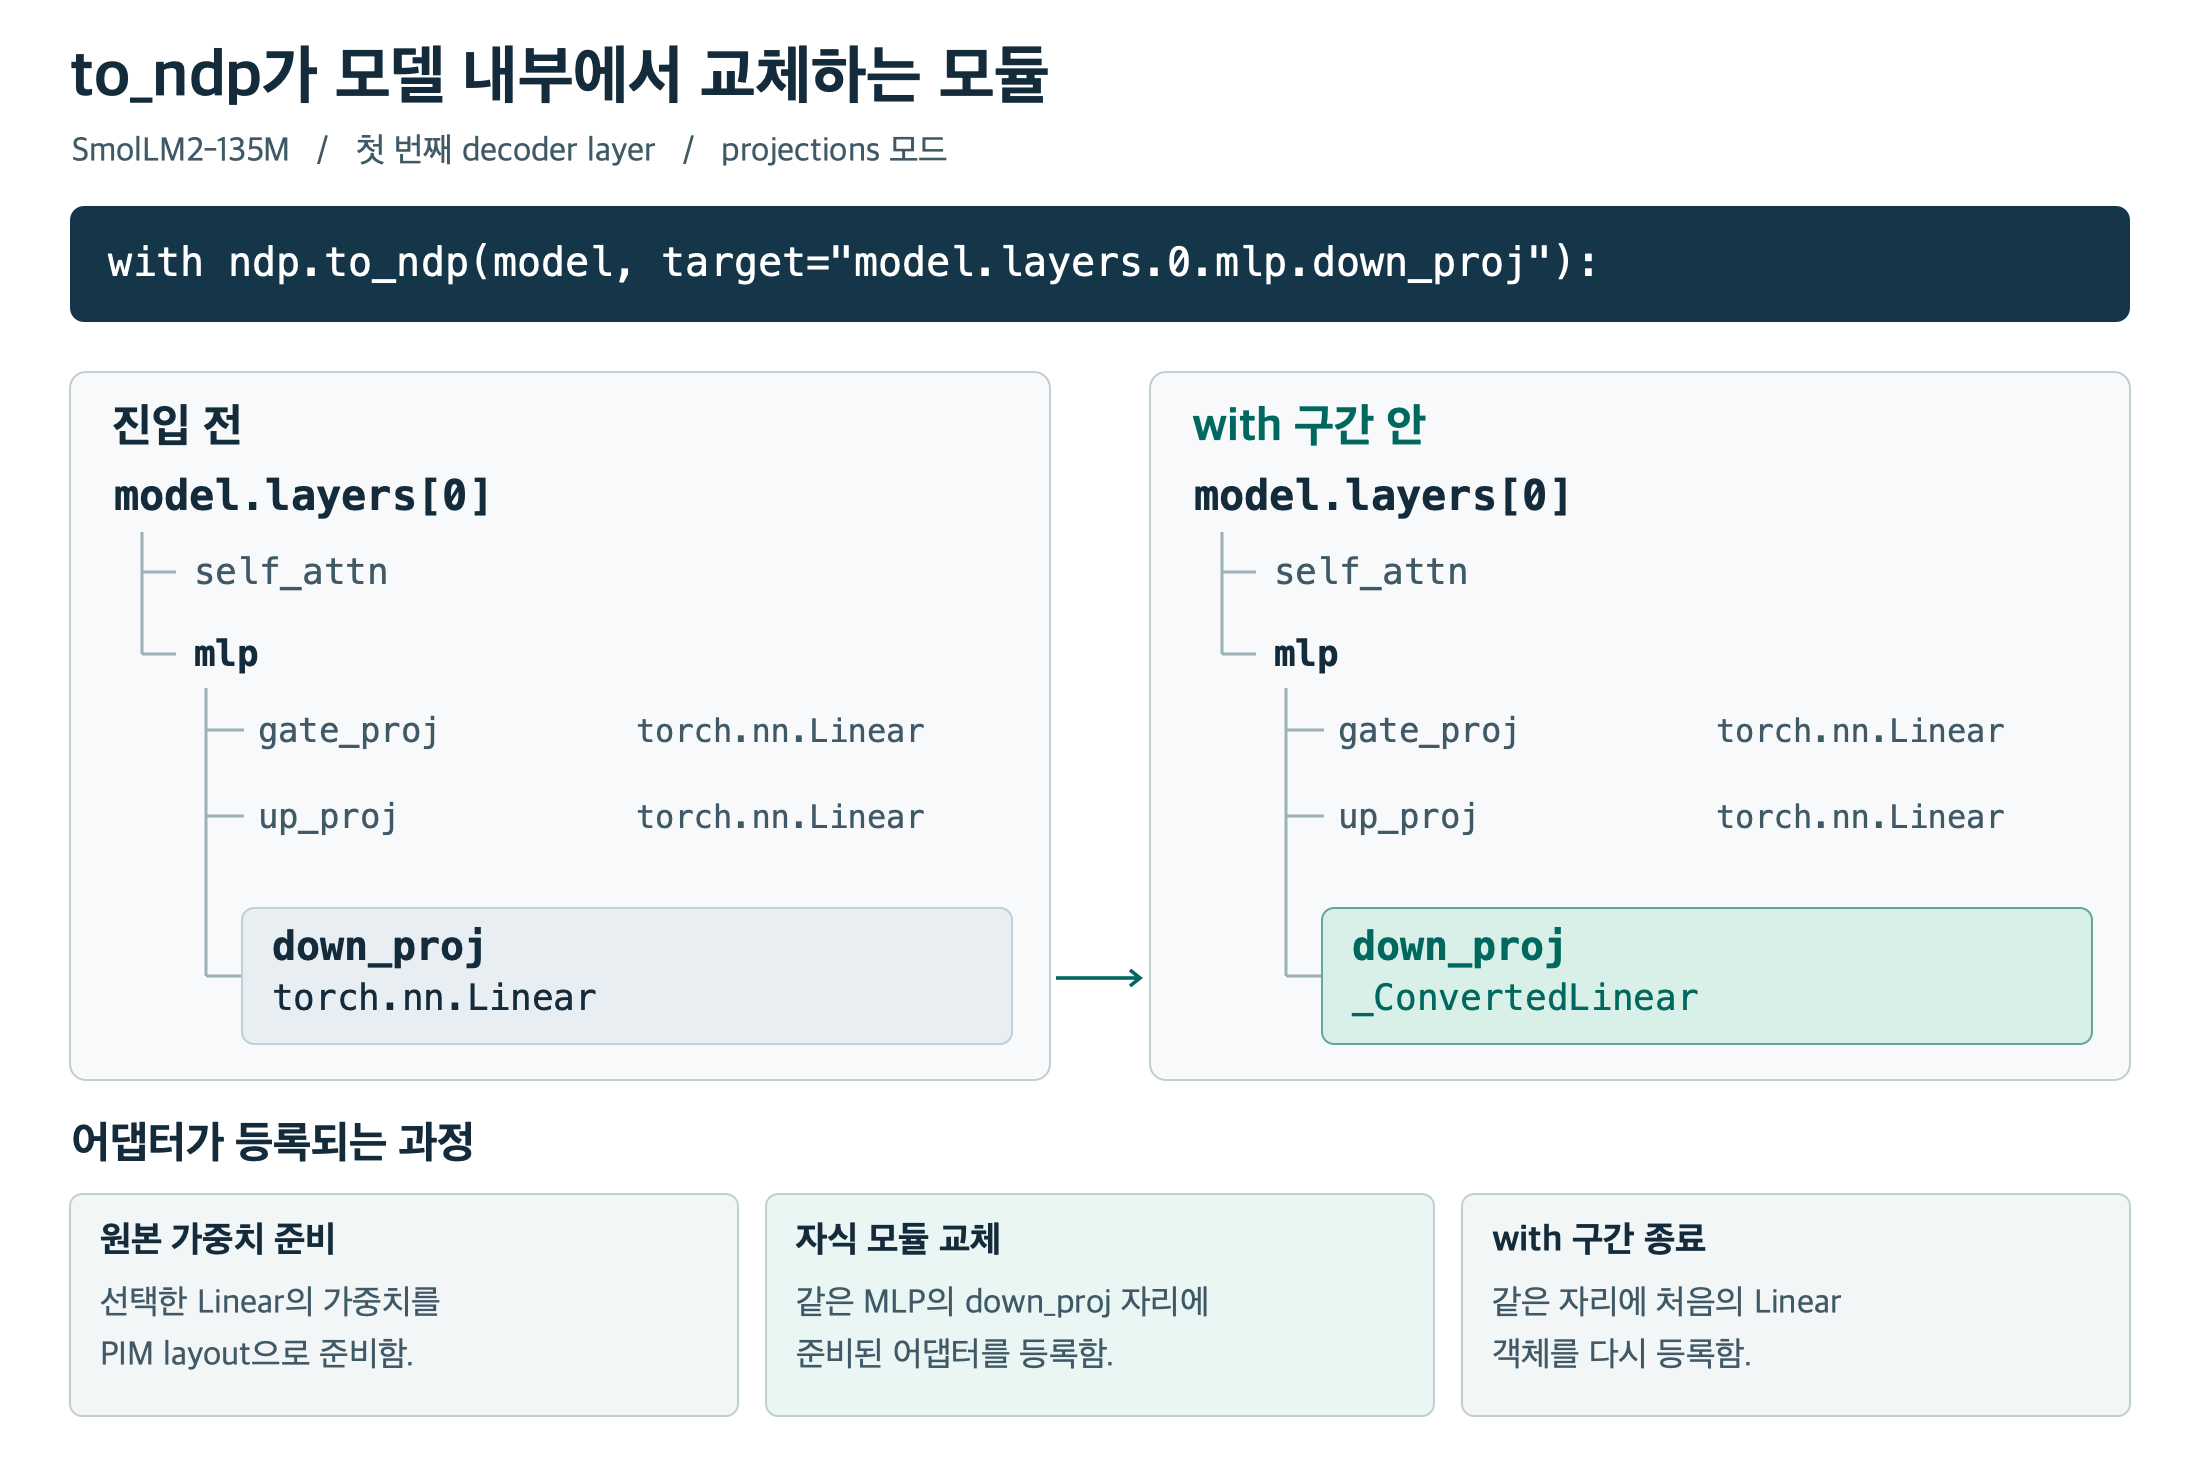 to_ndp가 모델 내부에서 교체하는 모듈
SmolLM2-135M / 첫 번째 decoder layer / projections 모드
with ndp.to_ndp(model, target="model.layers.0.mlp.down_proj"):
진입 전
model.layers[0]
self_attn
mlp
gate_proj torch.nn.Linear
up_proj torch.nn.Linear
down_proj
torch.nn.Linear
with 구간 안
model.layers[0]
self_attn
mlp
gate_proj torch.nn.Linear
up_proj torch.nn.Linear
down_proj
_ConvertedLinear
어댑터가 등록되는 과정
원본 가중치 준비
선택한 Linear의 가중치를
PIM layout으로 준비함.
자식 모듈 교체
같은 MLP의 down_proj 자리에
준비된 어댑터를 등록함.
with 구간 종료
같은 자리에 처음의 Linear
객체를 다시 등록함.